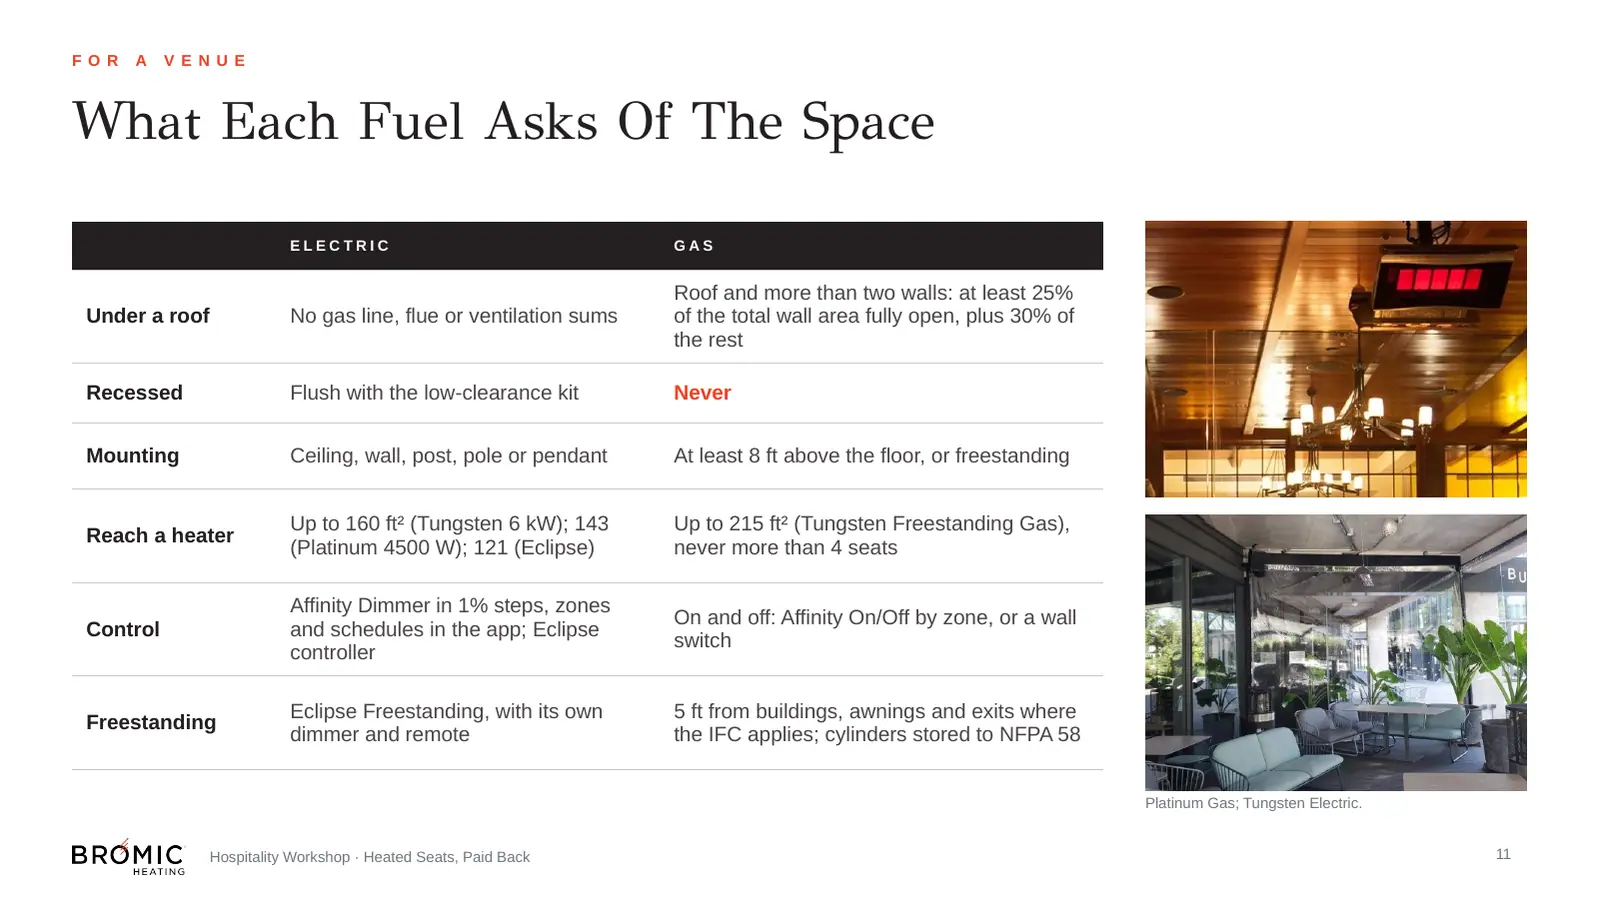 FOR A VENUE
What Each Fuel Asks Of The Space
ELECTRIC
GAS
Under a roof
No gas line, flue or ventilation sums
Roof and more than two walls: at least 25%
of the total wall area fully open, plus 30% of
the rest
Recessed
Flush with the low-clearance kit
Never
Mounting
Ceiling, wall, post, pole or pendant
At least 8 ft above the floor, or freestanding
Reach a heater
Up to 160 ft² (Tungsten 6 kW); 143
(Platinum 4500 W); 121 (Eclipse)
Up to 215 ft² (Tungsten Freestanding Gas),
never more than 4 seats
Control
Affinity Dimmer in 1% steps, zones
and schedules in the app; Eclipse
controller
On and off: Affinity On/Off by zone, or a wall
switch
Freestanding
Eclipse Freestanding, with its own
dimmer and remote
5 ft from buildings, awnings and exits where
the IFC applies; cylinders stored to NFPA 58
BU
Platinum Gas; Tungsten Electric.
BROMIC
HEATING
Hospitality Workshop · Heated Seats, Paid Back
11